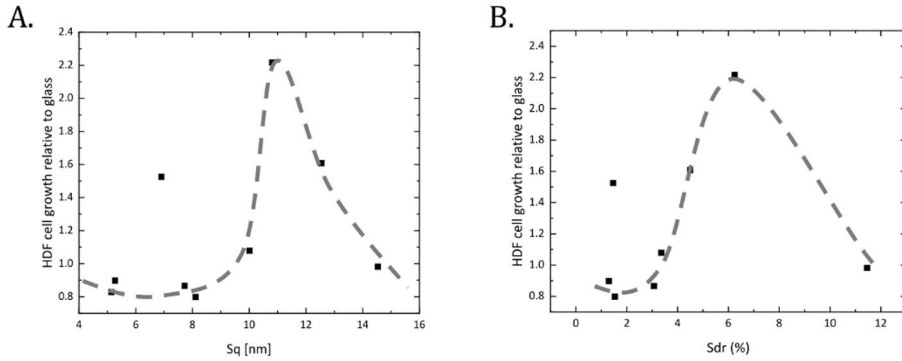 A.
HDF cell growth relative to glass
2.4
2.2
2.0
1.8
1.6
1.4
1.2
1.0
0.8
4 6 8 10 12 14 16
Sq [nm]
B.
HDF cell growth relative to glass
2.4
2.2
2.0
1.8
1.6
1.4
1.2
1.0
0.8
0 2 4 6 8 10 12
Sdr (%)